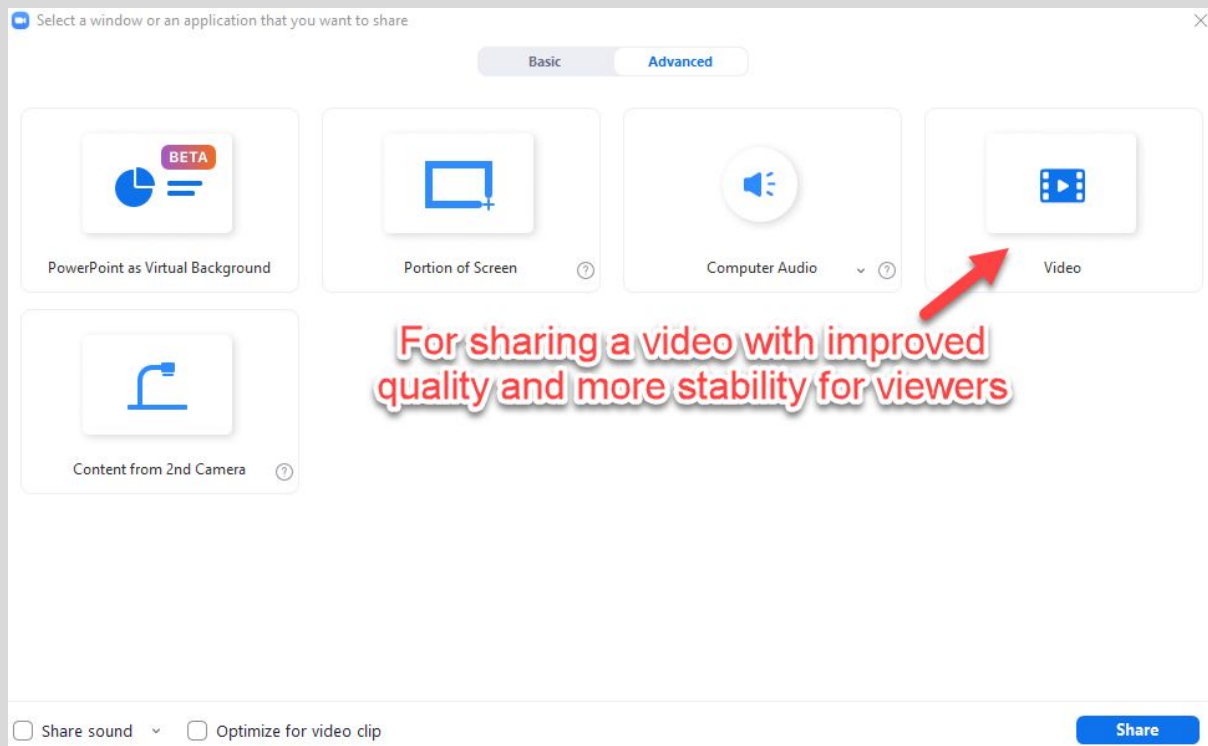 Select a window or an application that you want to share
Basic
Advanced
BETA
PowerPoint as Virtual Background
Portion of Screen
?
Computer Audio
?
Video
For sharing a video with improved
quality and more stability for viewers
Content from 2nd Camera
?
Share sound
Optimize for video clip
Share